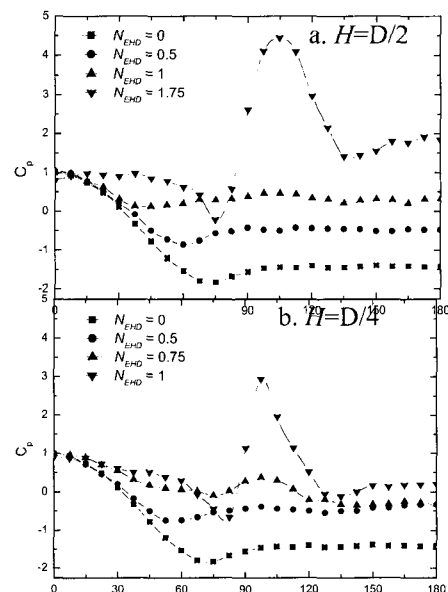 a. H=D/2
N_EHD = 0
N_EHD = 0.5
N_EHD = 1
N_EHD = 1.75
5
4
3
2
1
0
-1
-2
C_p
0 30 60 90 120 150 180
b. H=D/4
N_EHD = 0
N_EHD = 0.5
N_EHD = 0.75
N_EHD = 1
5
4
3
2
1
0
-1
-2
C_p
0 30 60 90 120 150 180